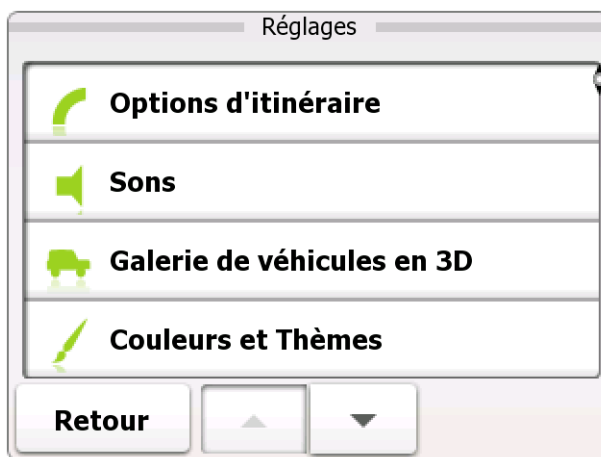 Réglages
Options d'itinéraire
Sons
Galerie de véhicules en 3D
Couleurs et Thèmes
Retour